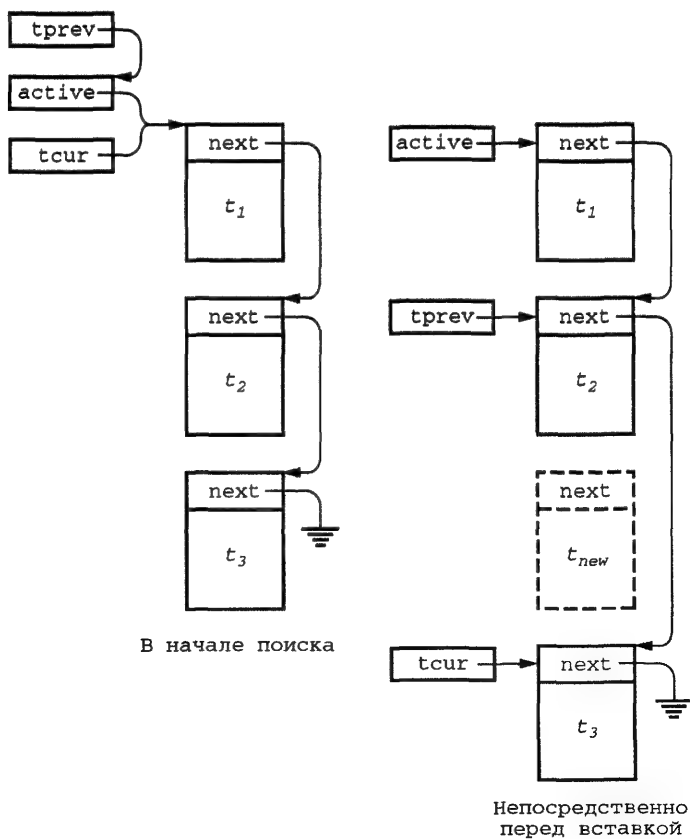 tprev
active
tcur
next
t1
next
t2
next
t3
В начале поиска
active
next
t1
tprev
next
t2
next
tnew
tcur
next
t3
Непосредственно
перед вставкой